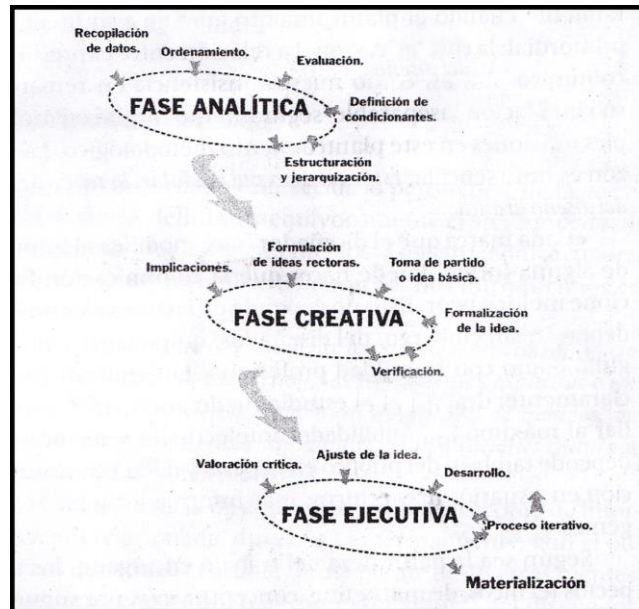 Recopilación
de datos.
Ordenamiento.
Evaluación.
FASE ANALÍTICA
Definición de
condicionantes.
Estructuración
y jerarquización.
Implicaciones.
Formulación
de ideas rectoras.
Toma de partido
o idea básica.
FASE CREATIVA
Formalización
de la idea.
Verificación.
Valoración crítica.
Ajuste de la idea.
Desarrollo.
FASE EJECUTIVA
Proceso iterativo.
Materialización